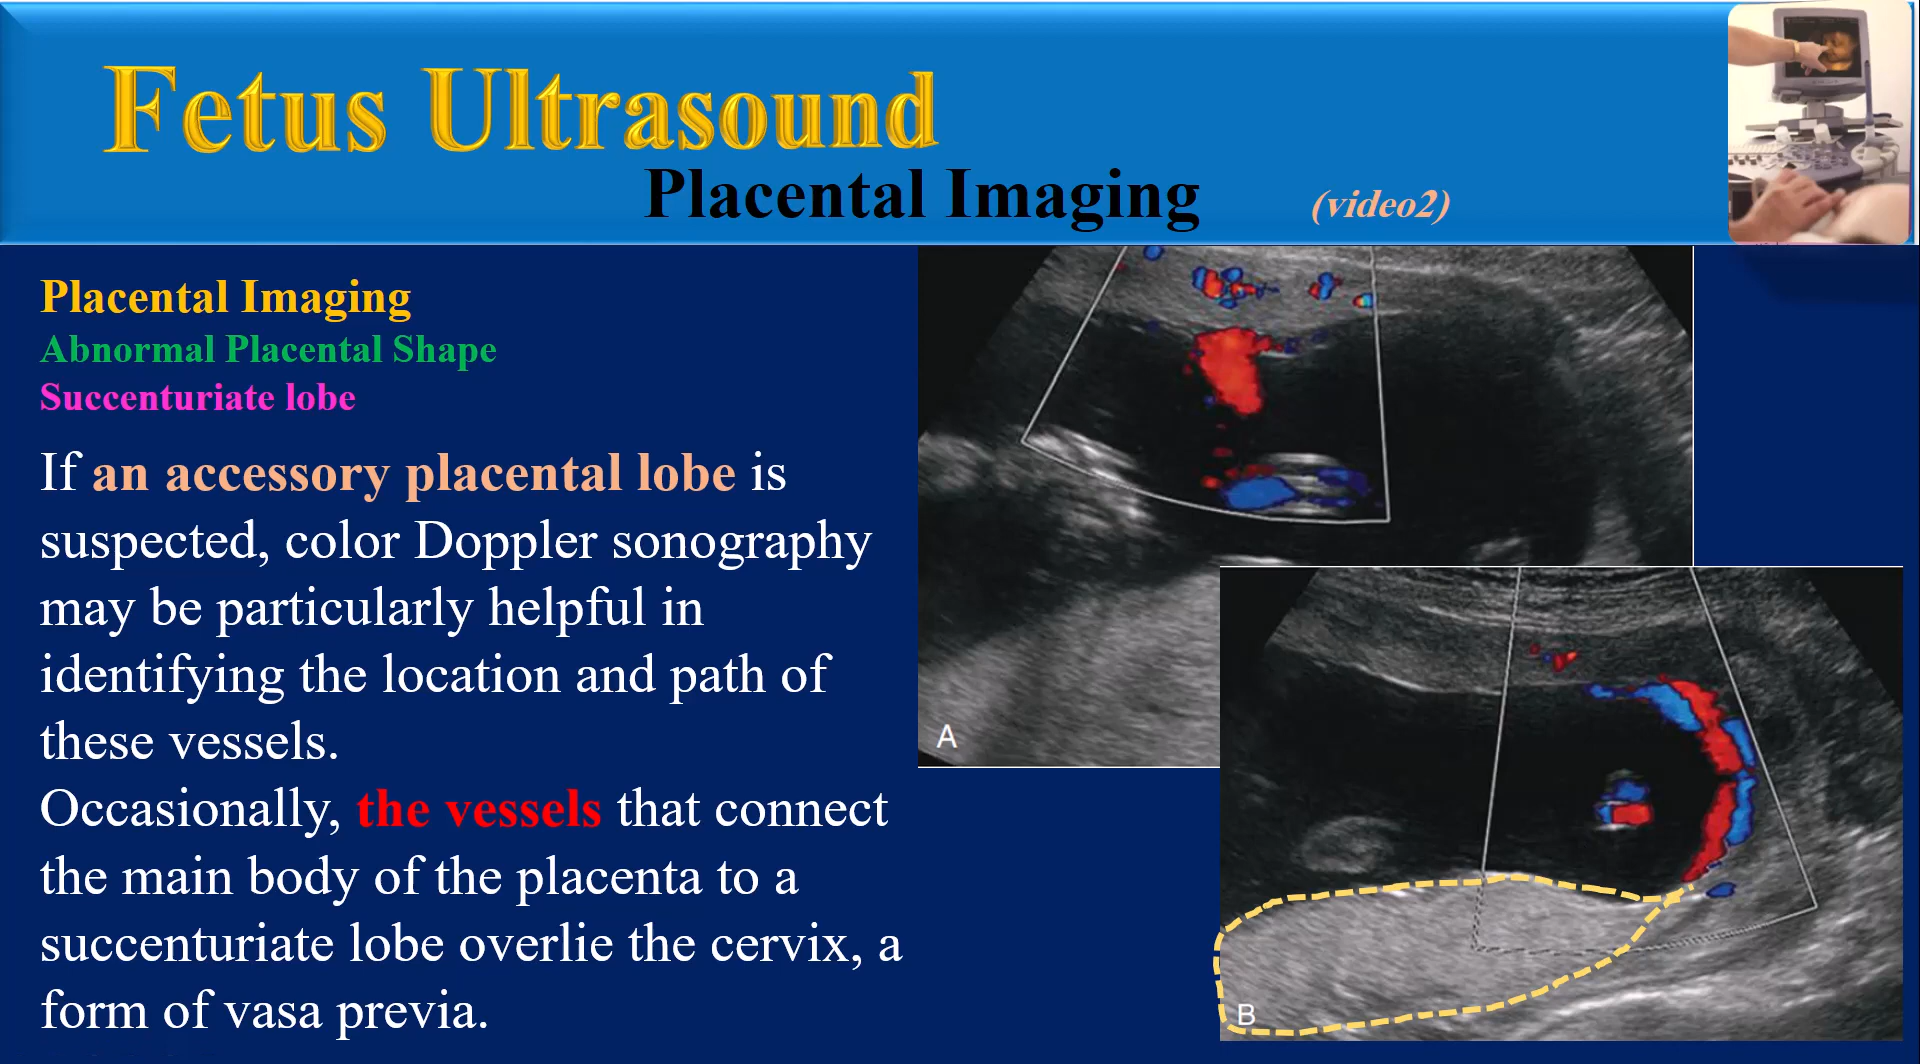 Fetus Ultrasound
Placental Imaging (video2)
Placental Imaging
Abnormal Placental Shape
Succenturiate lobe
If an accessory placental lobe is
suspected, color Doppler sonography
may be particularly helpful in
identifying the location and path of
these vessels.
Occasionally, the vessels that connect
the main body of the placenta to a
succenturiate lobe overlie the cervix, a
form of vasa previa.
A
B